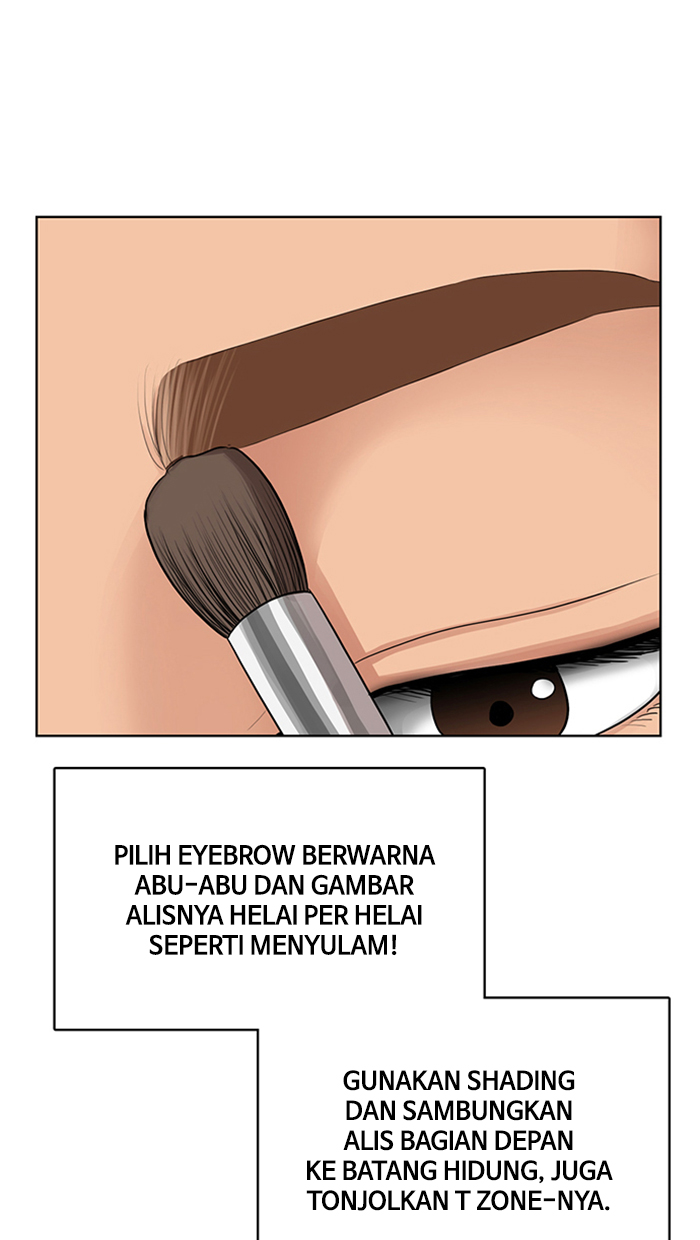 PILIH EYEBROW BERWARNA
ABU-ABU DAN GAMBAR
ALISNYA HELAI PER HELAI
SEPERTI MENYULAM!
GUNAKAN SHADING
DAN SAMBUNGKAN
ALIS BAGIAN DEPAN
KE BATANG HIDUNG, JUGA
TONJOLKAN T ZONE-NYA.